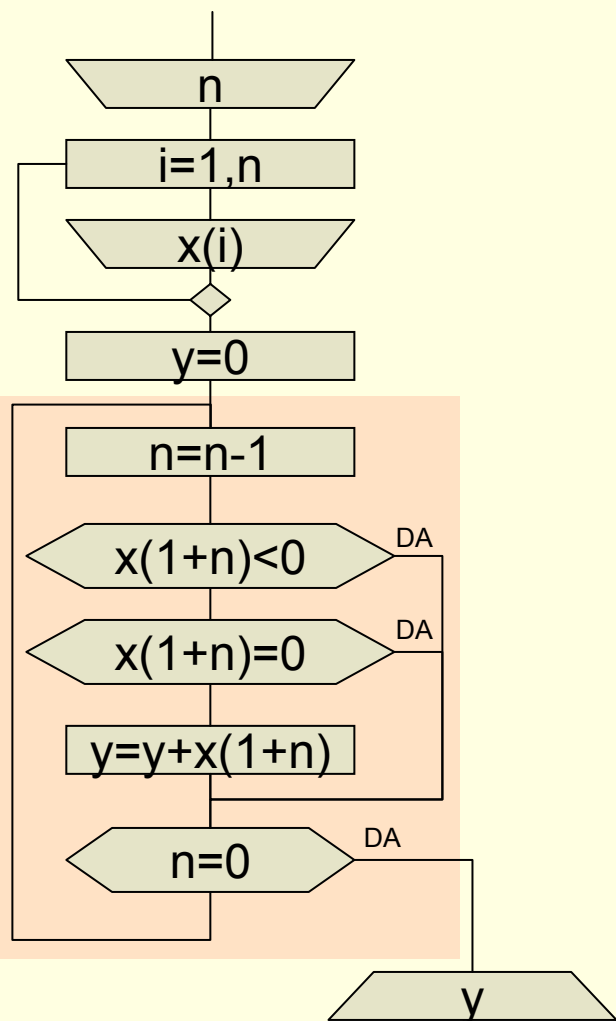 n
i=1,n
x(i)
y=0
n=n-1
x(1+n)<0
DA
x(1+n)=0
DA
y=y+x(1+n)
n=0
DA
y